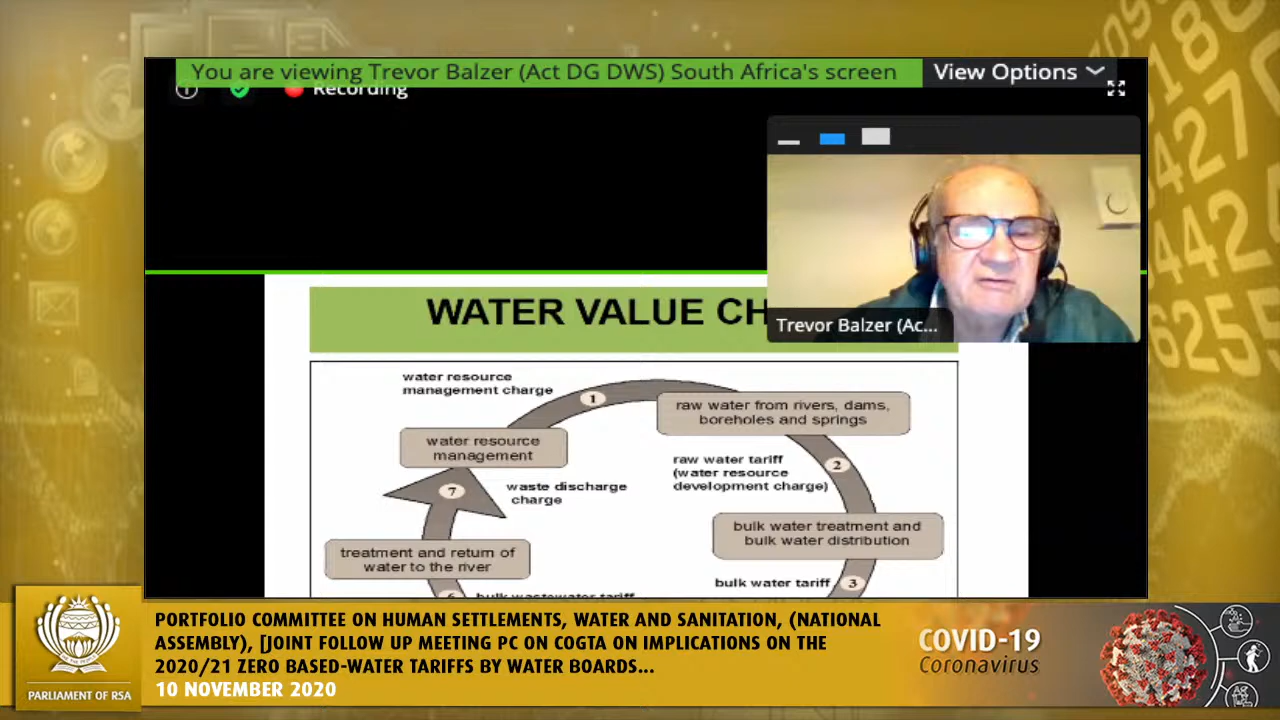 You are viewing Trevor Balzer (Act DG DWS) South Africa's screen
View Options
Recording
Trevor Balzer (Ac...
WATER VALUE CH
water resource
management charge
1
raw water from rivers, dams,
boreholes and springs
water resource
management
raw water tariff
(water resource
development charge)
2
7
waste discharge
charge
bulk water treatment and
bulk water distribution
treatment and return of
water to the river
bulk water tariff
3
6
bulk wastewater tariff
PORTFOLIO COMMITTEE ON HUMAN SETTLEMENTS, WATER AND SANITATION, (NATIONAL
ASSEMBLY), [JOINT FOLLOW UP MEETING PC ON COGTA ON IMPLICATIONS ON THE
2020/21 ZERO BASED-WATER TARIFFS BY WATER BOARDS...
10 NOVEMBER 2020
PARLIAMENT OF RSA
COVID-19
Coronavirus